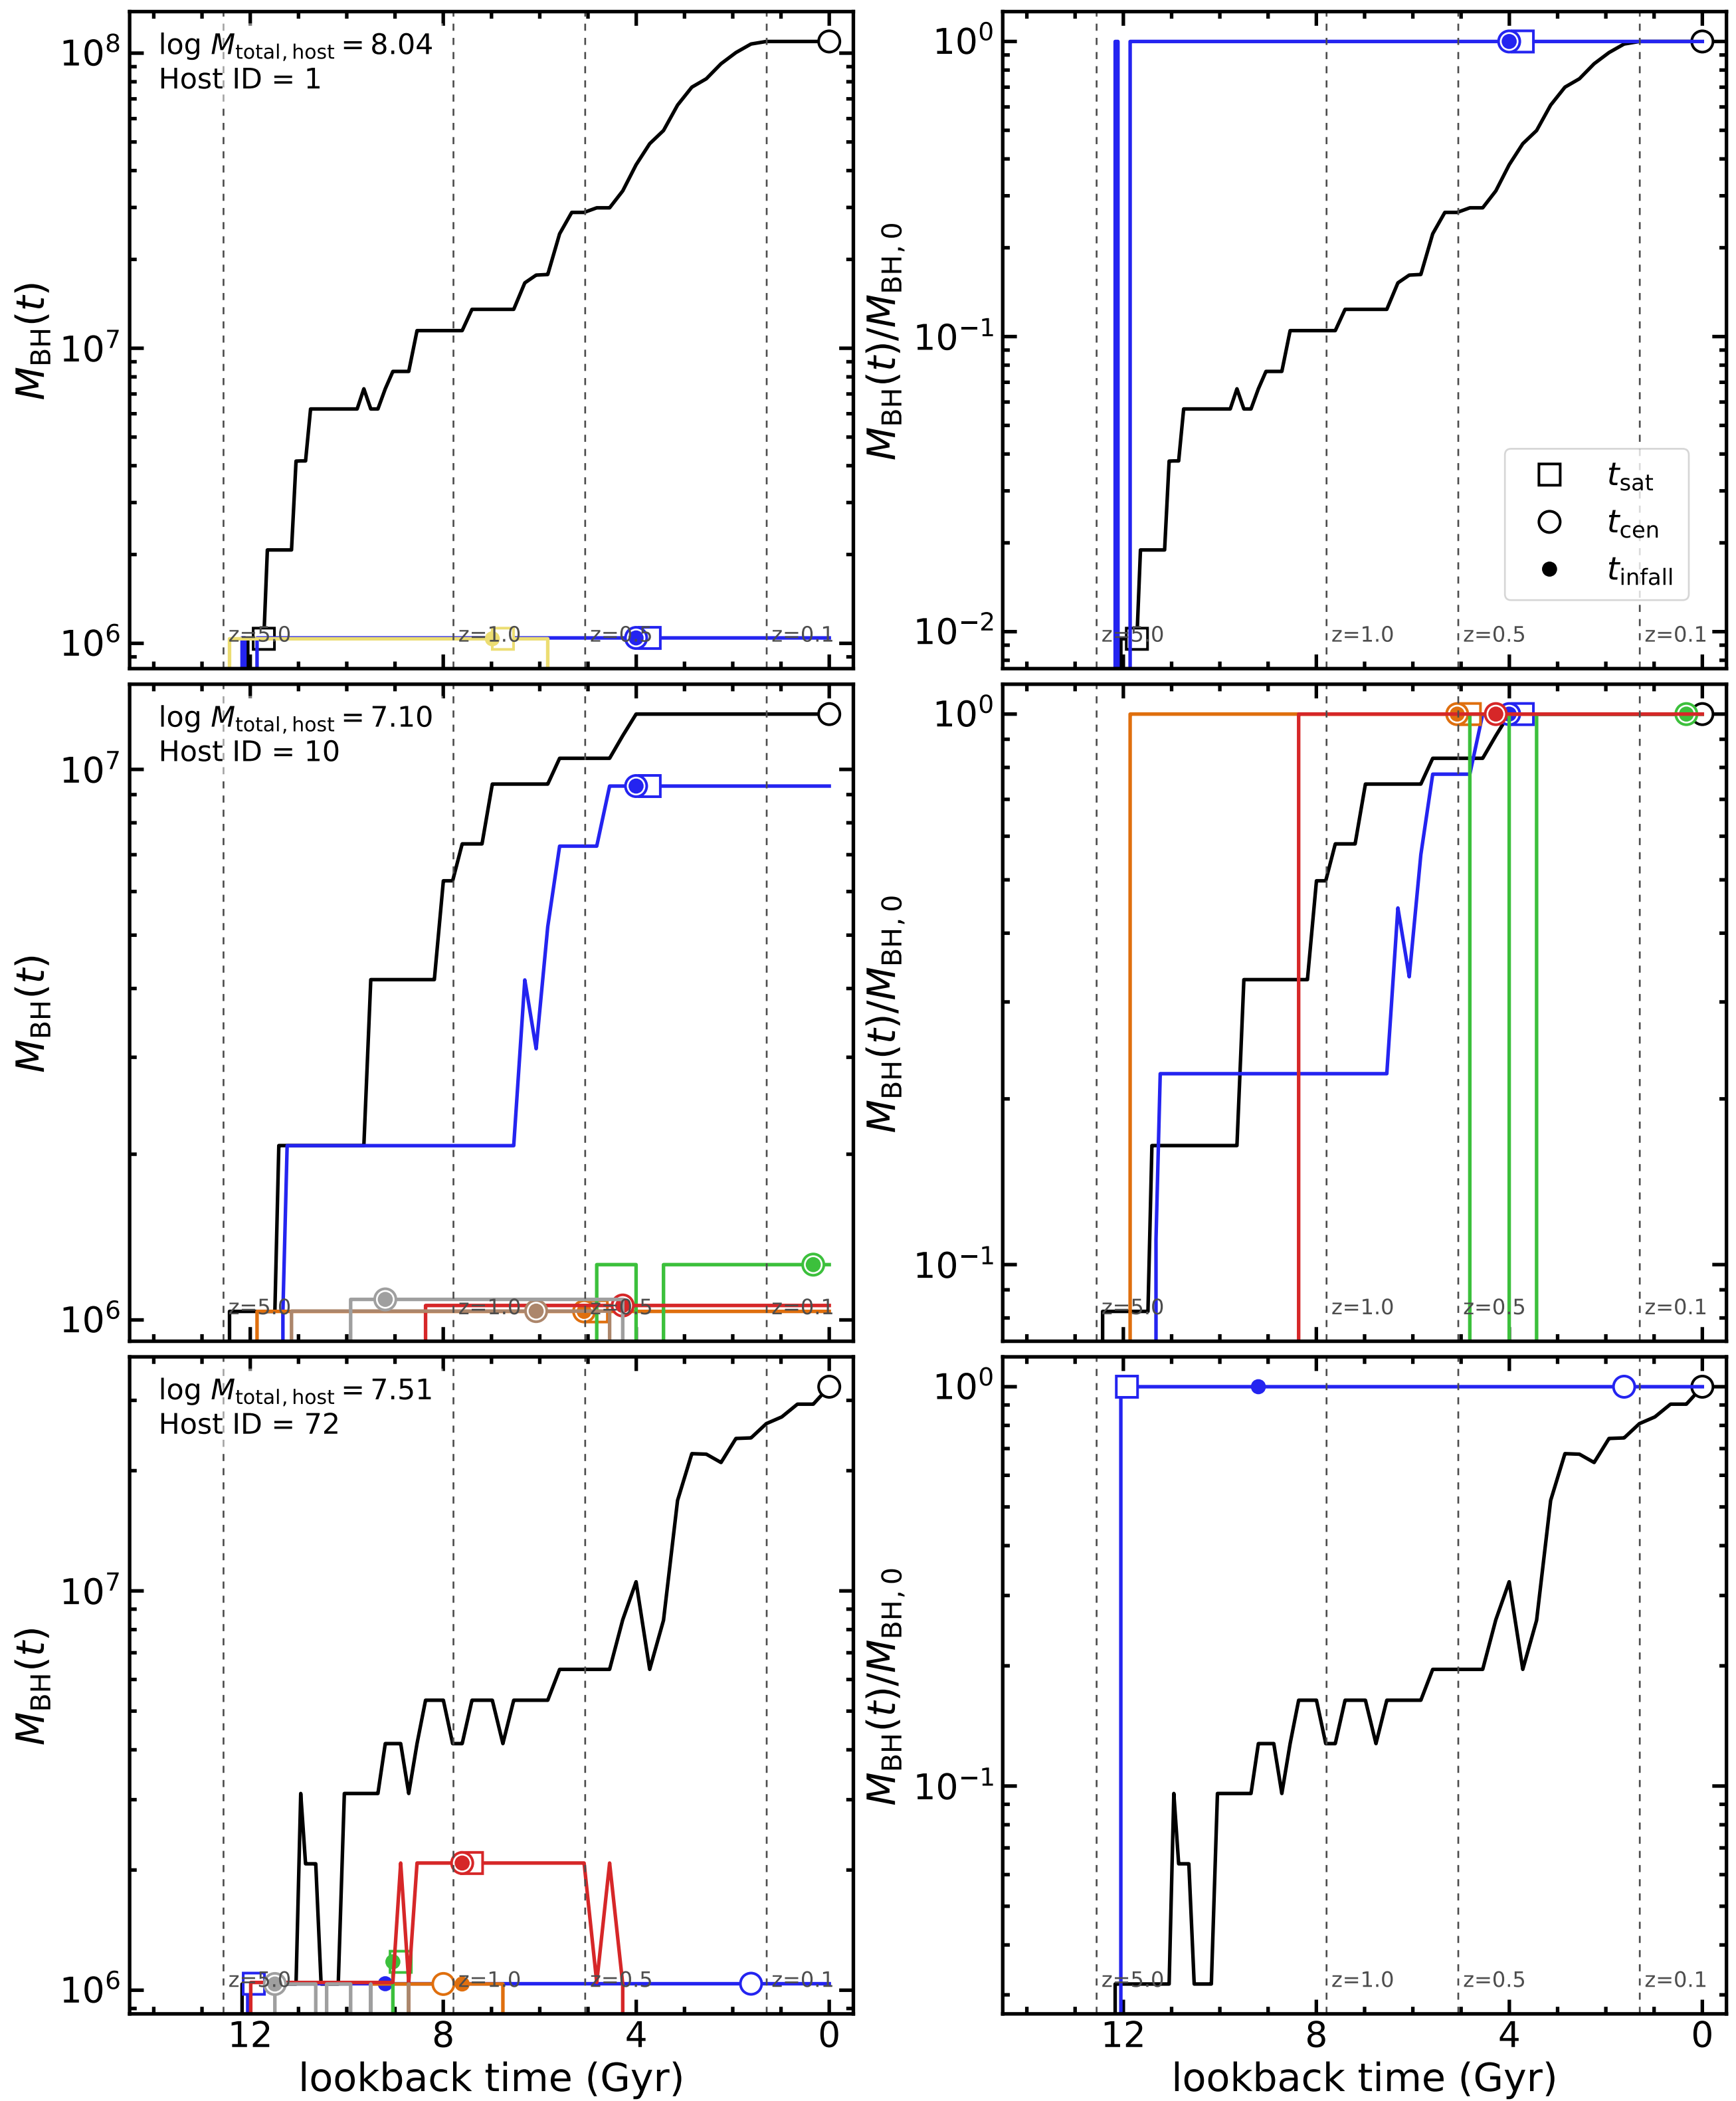 log M_total,host = 8.04
Host ID = 1
10^8
10^7
10^6
M_BH(t)
z=5.0 z=1.0 z=0.5 z=0.1
10^0
10^−1
10^−2
M_BH(t)/M_BH,0
t_sat
t_cen
t_infall
z=5.0 z=1.0 z=0.5 z=0.1
log M_total,host = 7.10
Host ID = 10
10^7
10^6
M_BH(t)
z=5.0 z=1.0 z=0.5 z=0.1
10^0
10^−1
M_BH(t)/M_BH,0
z=5.0 z=1.0 z=0.5 z=0.1
log M_total,host = 7.51
Host ID = 72
10^7
10^6
M_BH(t)
z=5.0 z=1.0 z=0.5 z=0.1
12 8 4 0
lookback time (Gyr)
10^0
10^−1
M_BH(t)/M_BH,0
z=5.0 z=1.0 z=0.5 z=0.1
12 8 4 0
lookback time (Gyr)